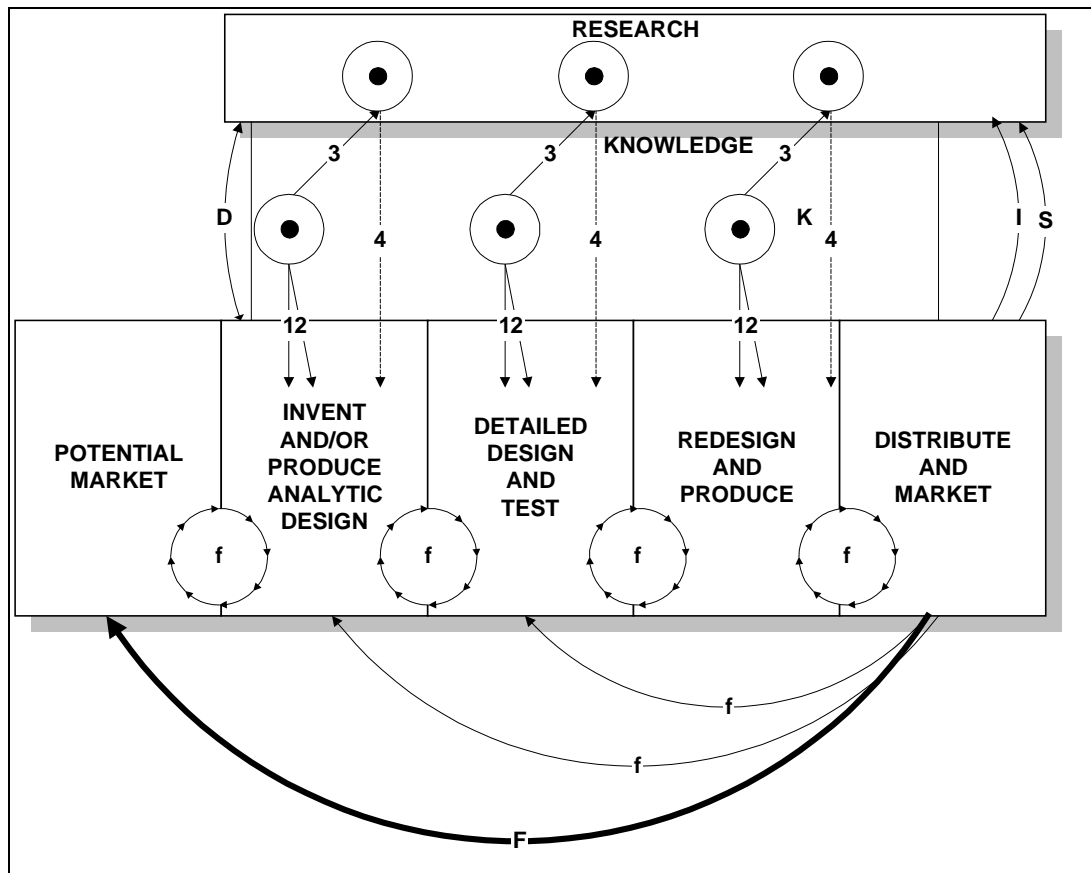 RESEARCH
KNOWLEDGE
3
3
3
D
K
I
S
4
4
4
12
12
12
POTENTIAL
MARKET
INVENT
AND/OR
PRODUCE
ANALYTIC
DESIGN
DETAILED
DESIGN
AND
TEST
REDESIGN
AND
PRODUCE
DISTRIBUTE
AND
MARKET
f
f
f
f
f
f
F